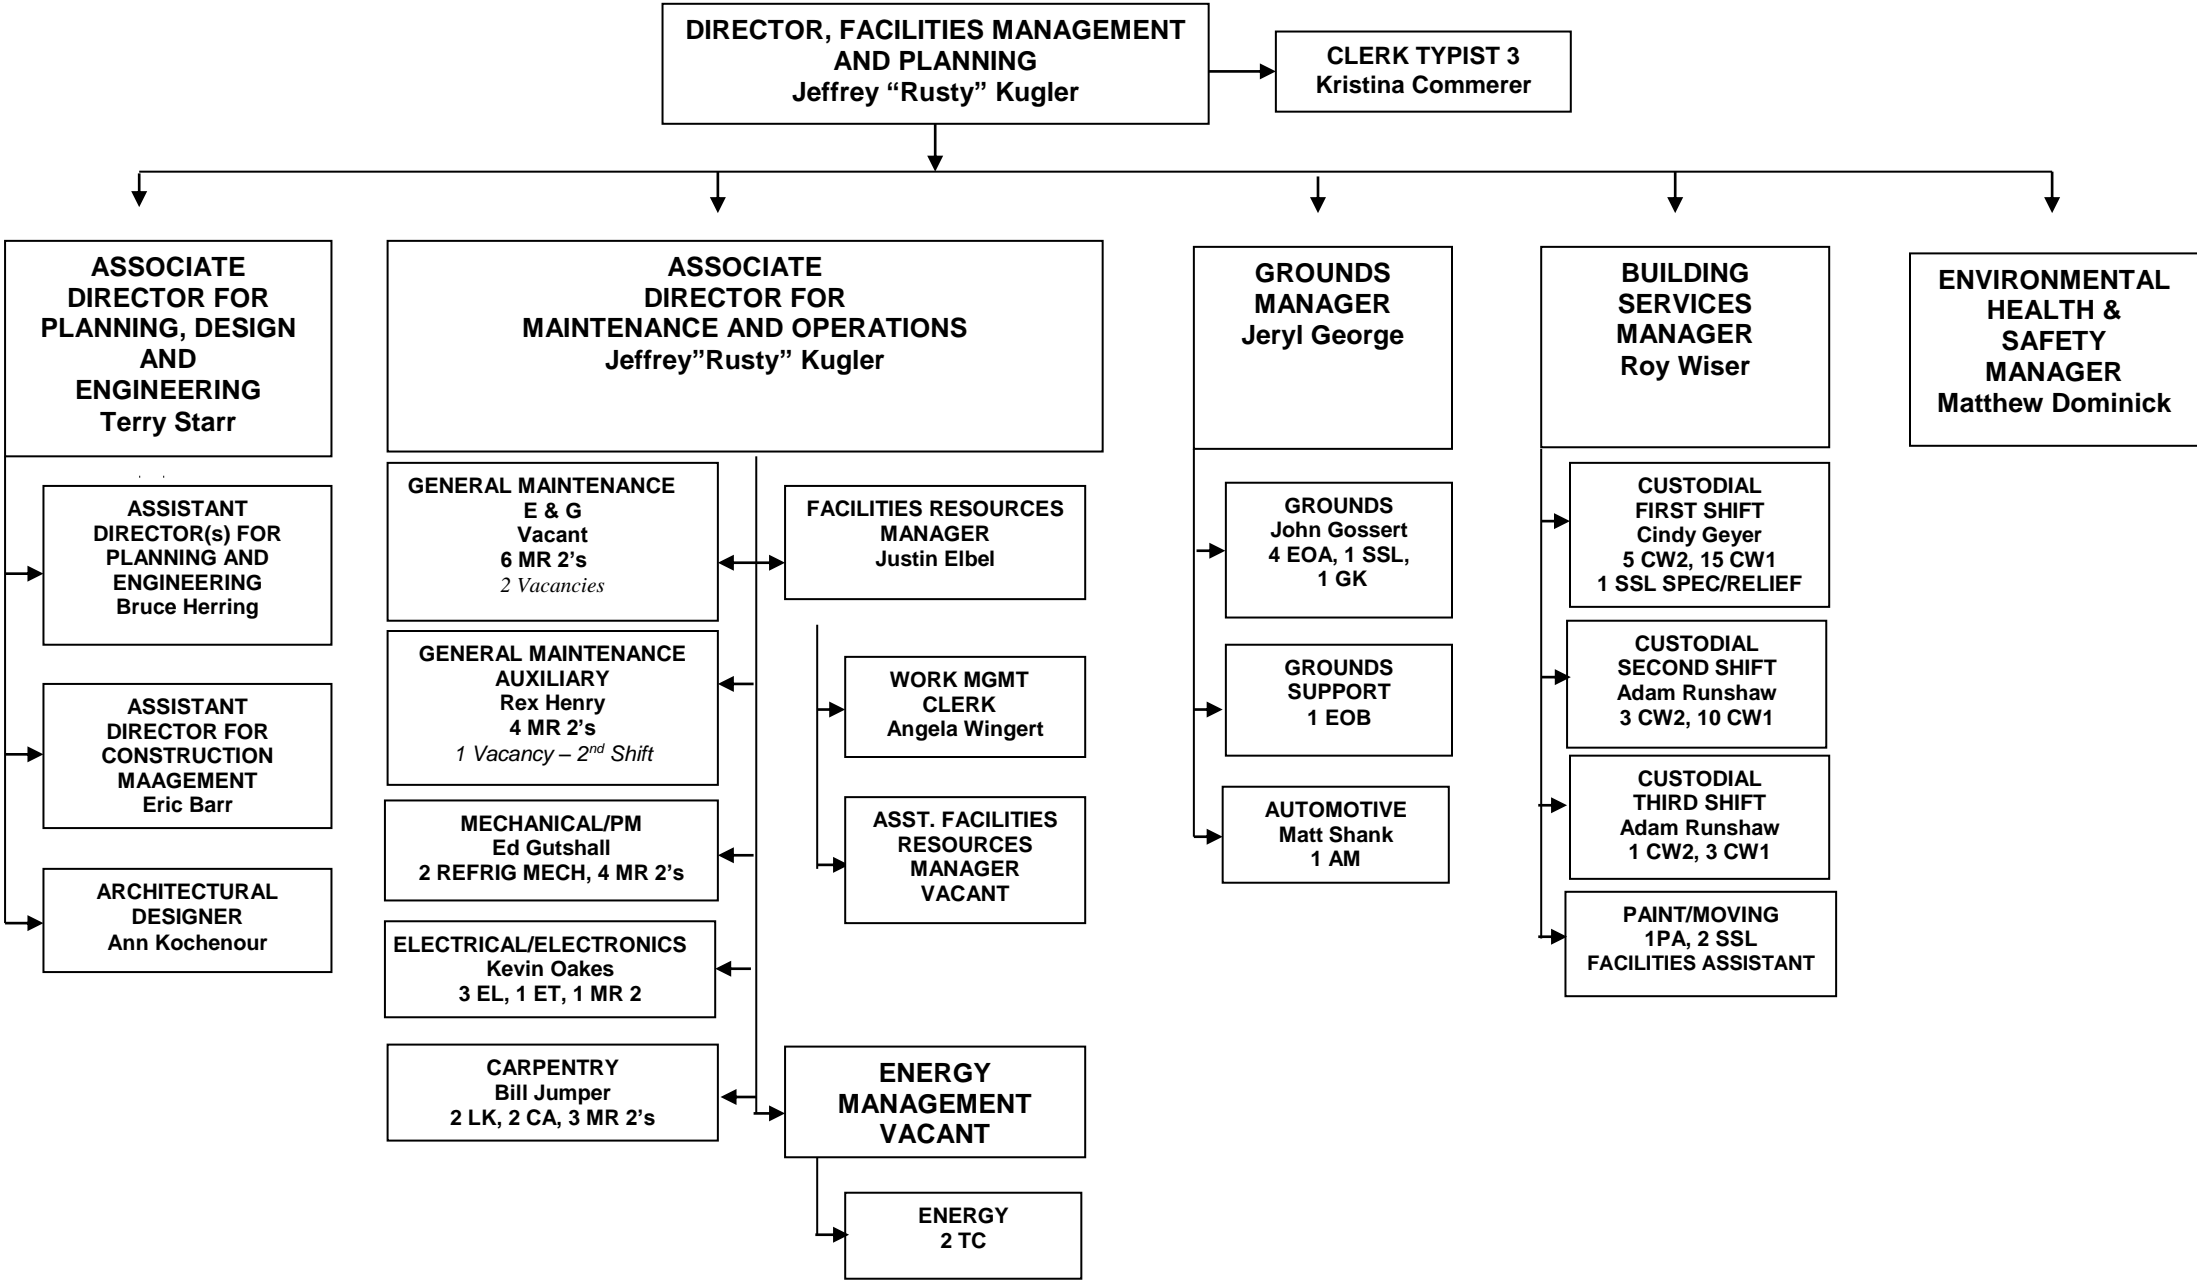 DIRECTOR, FACILITIES MANAGEMENT
AND PLANNING
Jeffrey “Rusty” Kugler
CLERK TYPIST 3
Kristina Commerer
ASSOCIATE
DIRECTOR FOR
PLANNING, DESIGN
AND
ENGINEERING
Terry Starr
ASSISTANT
DIRECTOR(s) FOR
PLANNING AND
ENGINEERING
Bruce Herring
ASSISTANT
DIRECTOR FOR
CONSTRUCTION
MAAGEMENT
Eric Barr
ARCHITECTURAL
DESIGNER
Ann Kochenour
ASSOCIATE
DIRECTOR FOR
MAINTENANCE AND OPERATIONS
Jeffrey”Rusty” Kugler
GENERAL MAINTENANCE
E & G
Vacant
6 MR 2’s
2 Vacancies
GENERAL MAINTENANCE
AUXILIARY
Rex Henry
4 MR 2’s
1 Vacancy – 2nd Shift
MECHANICAL/PM
Ed Gutshall
2 REFRIG MECH, 4 MR 2’s
ELECTRICAL/ELECTRONICS
Kevin Oakes
3 EL, 1 ET, 1 MR 2
CARPENTRY
Bill Jumper
2 LK, 2 CA, 3 MR 2’s
FACILITIES RESOURCES
MANAGER
Justin Elbel
WORK MGMT
CLERK
Angela Wingert
ASST. FACILITIES
RESOURCES
MANAGER
VACANT
ENERGY
MANAGEMENT
VACANT
ENERGY
2 TC
GROUNDS
MANAGER
Jeryl George
GROUNDS
John Gossert
4 EOA, 1 SSL,
1 GK
GROUNDS
SUPPORT
1 EOB
AUTOMOTIVE
Matt Shank
1 AM
BUILDING
SERVICES
MANAGER
Roy Wiser
CUSTODIAL
FIRST SHIFT
Cindy Geyer
5 CW2, 15 CW1
1 SSL SPEC/RELIEF
CUSTODIAL
SECOND SHIFT
Adam Runshaw
3 CW2, 10 CW1
CUSTODIAL
THIRD SHIFT
Adam Runshaw
1 CW2, 3 CW1
PAINT/MOVING
1PA, 2 SSL
FACILITIES ASSISTANT
ENVIRONMENTAL
HEALTH &
SAFETY
MANAGER
Matthew Dominick